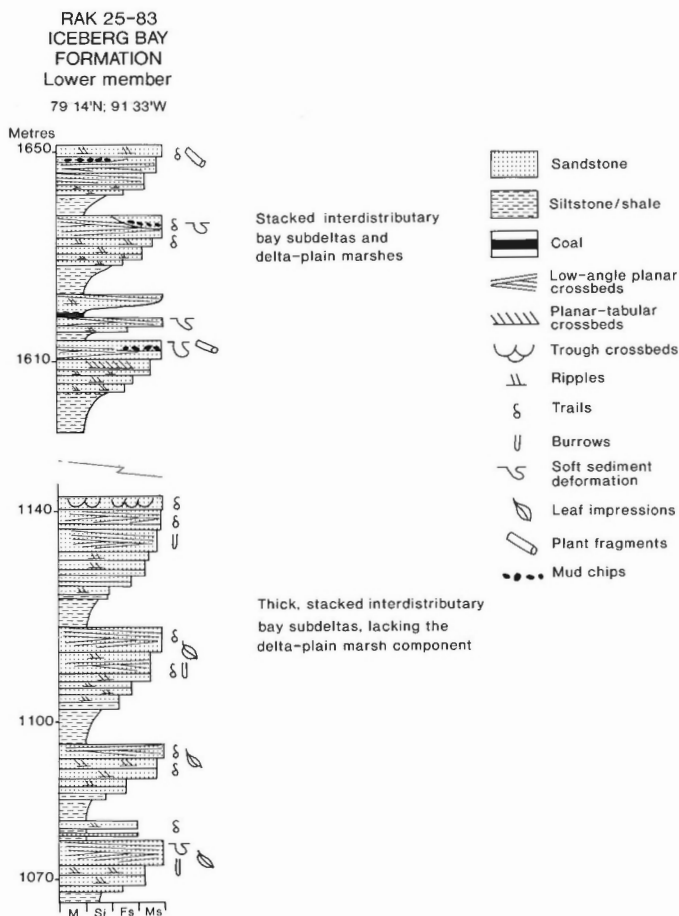 RAK 25-83
ICEBERG BAY
FORMATION
Lower member
79 14'N; 91 33'W
Metres
1650
Stacked interdistributary
bay subdeltas and
delta-plain marshes
1610
1140
Thick, stacked interdistributary
bay subdeltas, lacking the
delta-plain marsh component
1100
1070
M Si Fs Ms
Sandstone
Siltstone/shale
Coal
Low-angle planar
crossbeds
Planar-tabular
crossbeds
Trough crossbeds
Ripples
Trails
Burrows
Soft sediment
deformation
Leaf impressions
Plant fragments
Mud chips